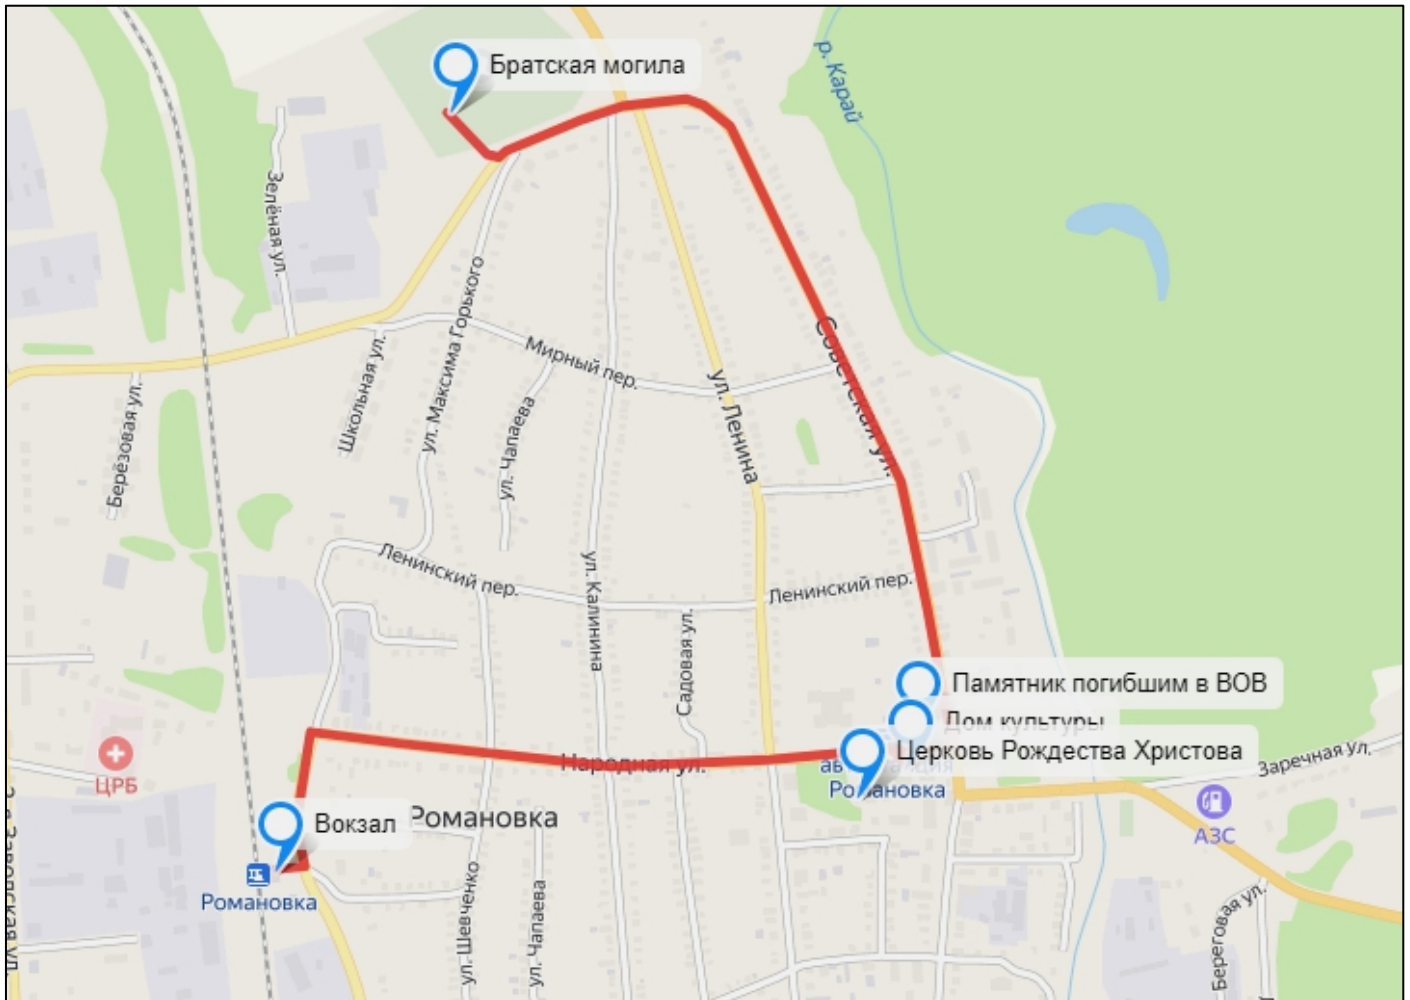 Братская могила
р. Карай
Зелёная ул.
ул. Максима Горького
Советская ул.
Школьная ул.
Мирный пер.
ул. Ленина
Берёзовая ул.
ул. Чапаева
Ленинский пер.
ул. Калинина
Ленинский пер.
Садовая ул.
Памятник погибшим в ВОВ
Дом культуры
Церковь Рождества Христова
Народная ул.
Заречная ул.
Романовка
ЦРБ
Вокзал
Романовка
АЗС
Романовка
ул. Шевченко
ул. Чапаева
Береговая ул.